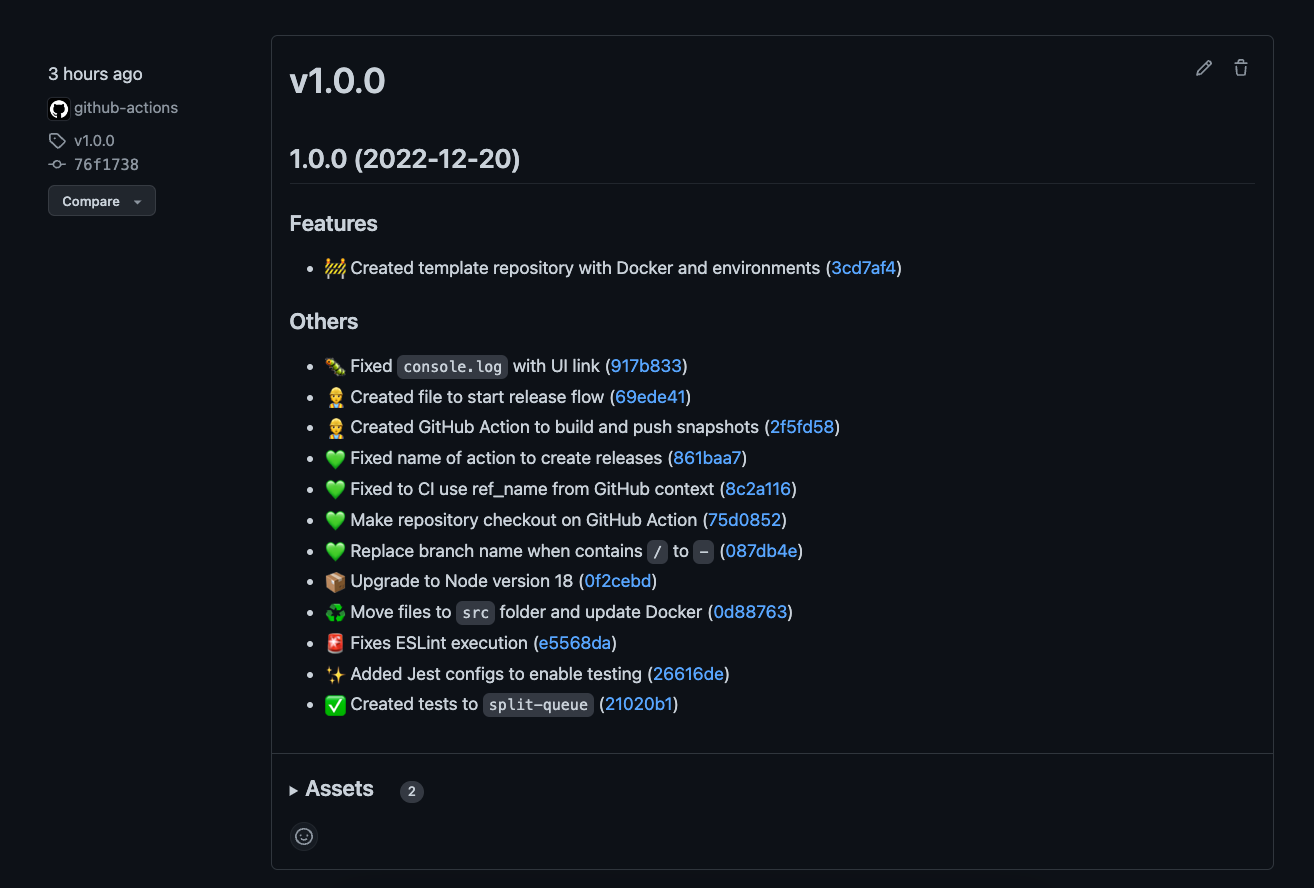 3 hours ago
github-actions
v1.0.0
76f1738
Compare
v1.0.0
1.0.0 (2022-12-20)
Features
🚧 Created template repository with Docker and environments (3cd7af4)
Others
🐛 Fixed console.log with UI link (917b833)
👷 Created file to start release flow (69ede41)
👷 Created GitHub Action to build and push snapshots (2f5fd58)
💚 Fixed name of action to create releases (861baa7)
💚 Fixed to CI use ref_name from GitHub context (8c2a116)
💚 Make repository checkout on GitHub Action (75d0852)
💚 Replace branch name when contains / to - (087db4e)
📦 Upgrade to Node version 18 (0f2cebd)
♻️ Move files to src folder and update Docker (0d88763)
🚨 Fixes ESLint execution (e5568da)
✨ Added Jest configs to enable testing (26616de)
✅ Created tests to split-queue (21020b1)
Assets 2